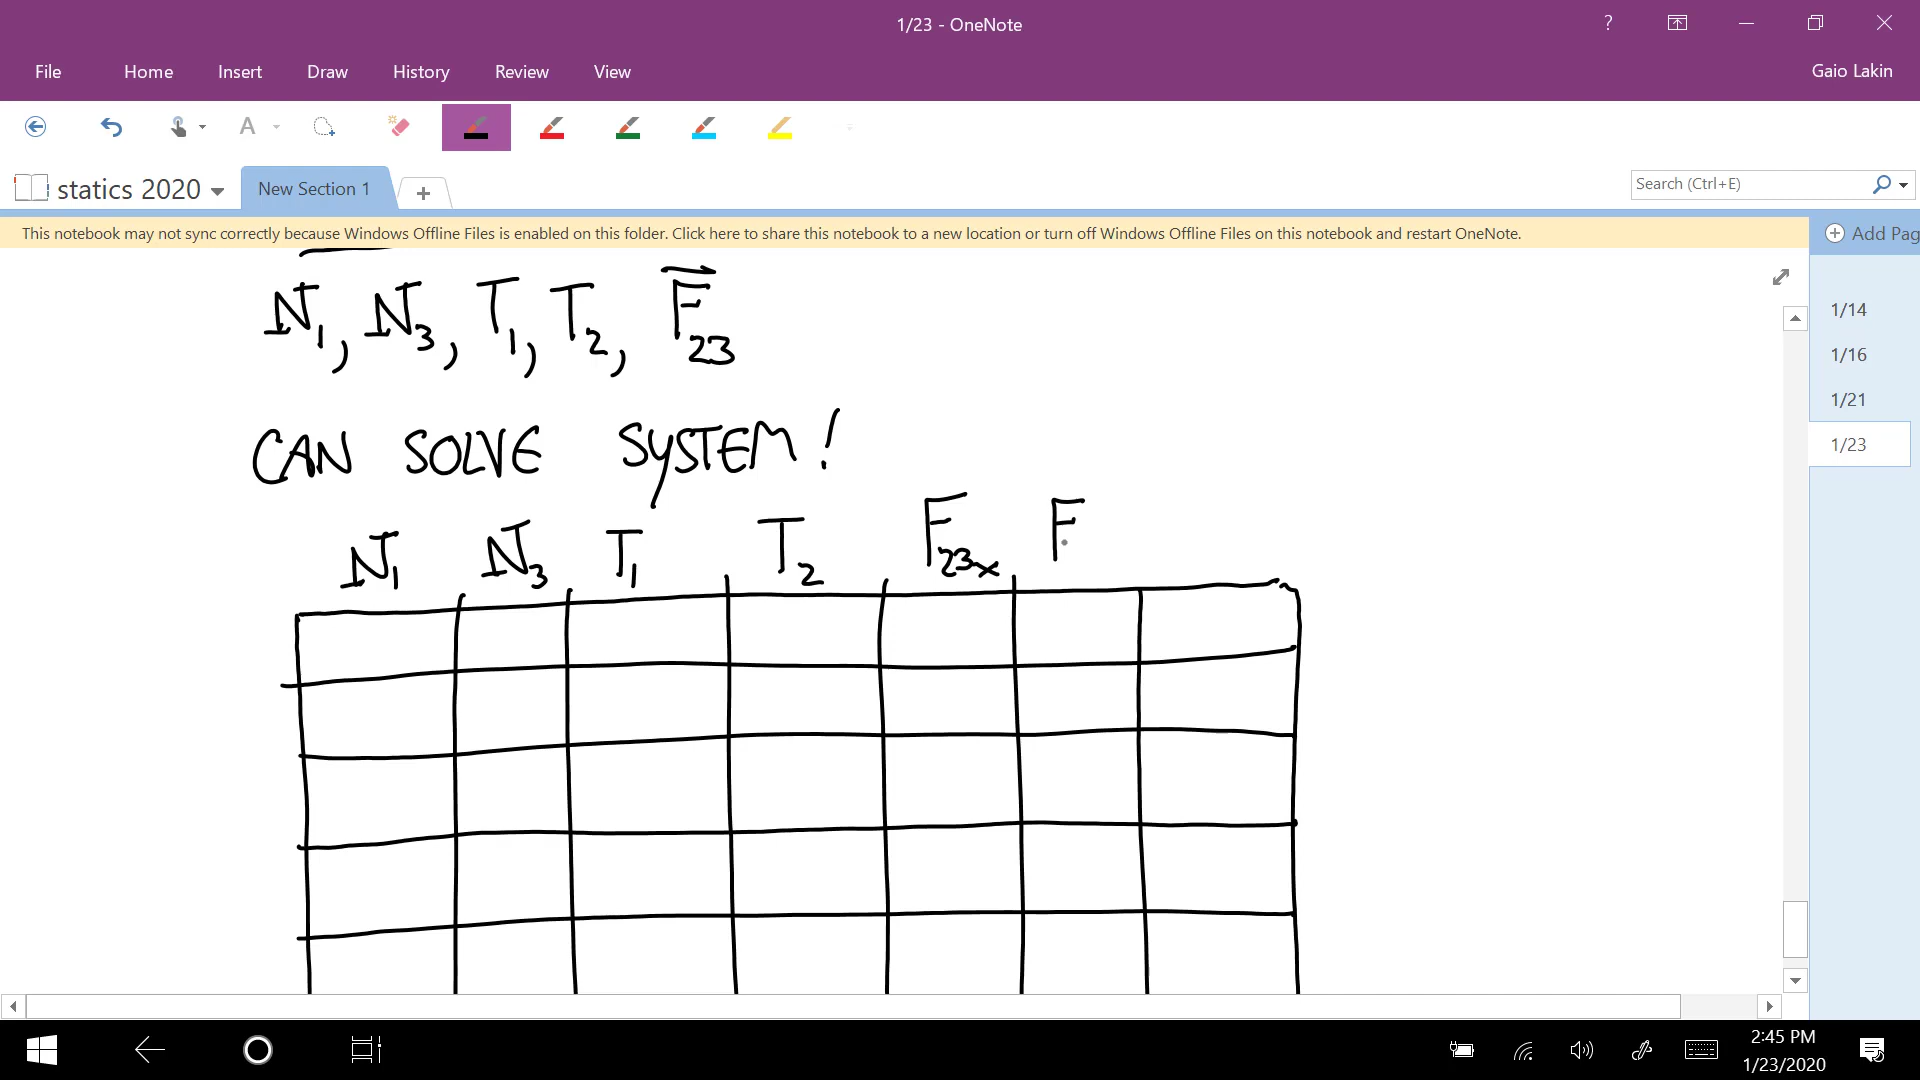 1/23 - OneNote
?
File Home Insert Draw History Review View
Gaio Lakin
A
statics 2020
New Section 1
+
Search (Ctrl+E)
This notebook may not sync correctly because Windows Offline Files is enabled on this folder. Click here to share this notebook to a new location or turn off Windows Offline Files on this notebook and restart OneNote.
Add Pag
1/14
1/16
1/21
1/23
N₁, N₃, T₁, T₂, F⃗₂₃
CAN SOLVE SYSTEM!
N₁ N₃ T₁ T₂ F₂₃ₓ F
2:45 PM
1/23/2020